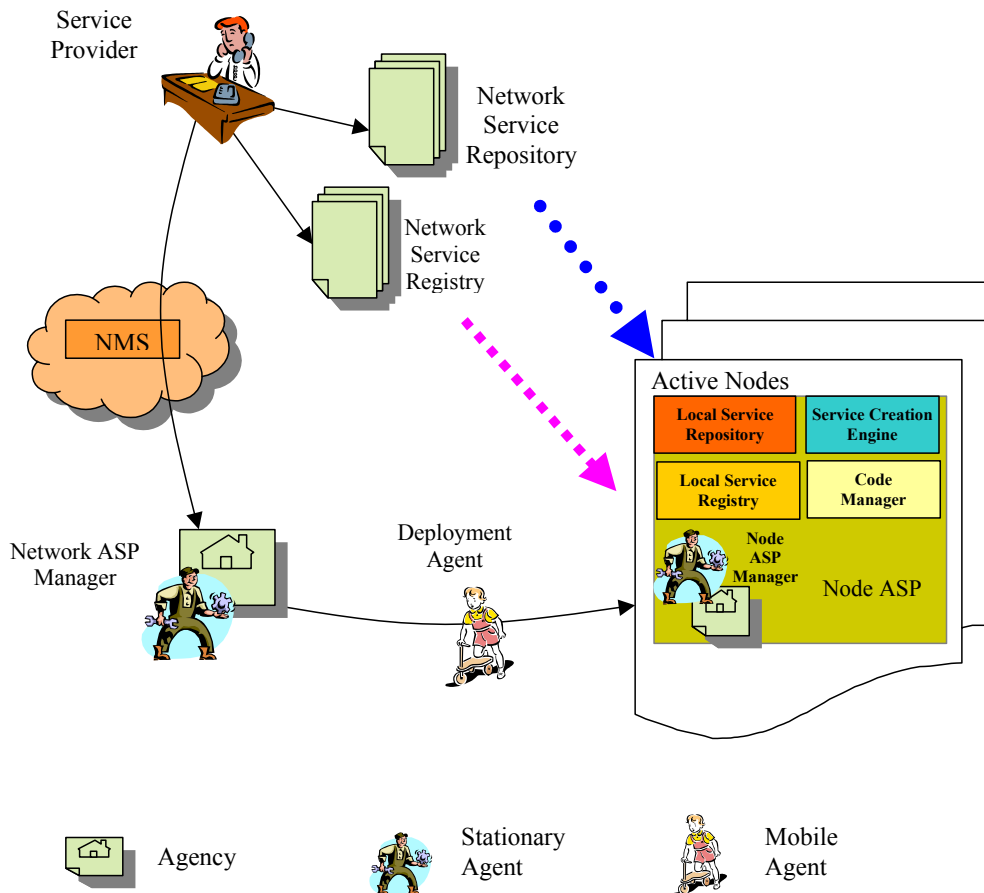 Service
Provider
Network
Service
Repository
Network
Service
Registry
NMS
Active Nodes
Local Service
Repository
Service Creation
Engine
Local Service
Registry
Code
Manager
Node
ASP
Manager
Node ASP
Network ASP
Manager
Deployment
Agent
Agency
Stationary
Agent
Mobile
Agent